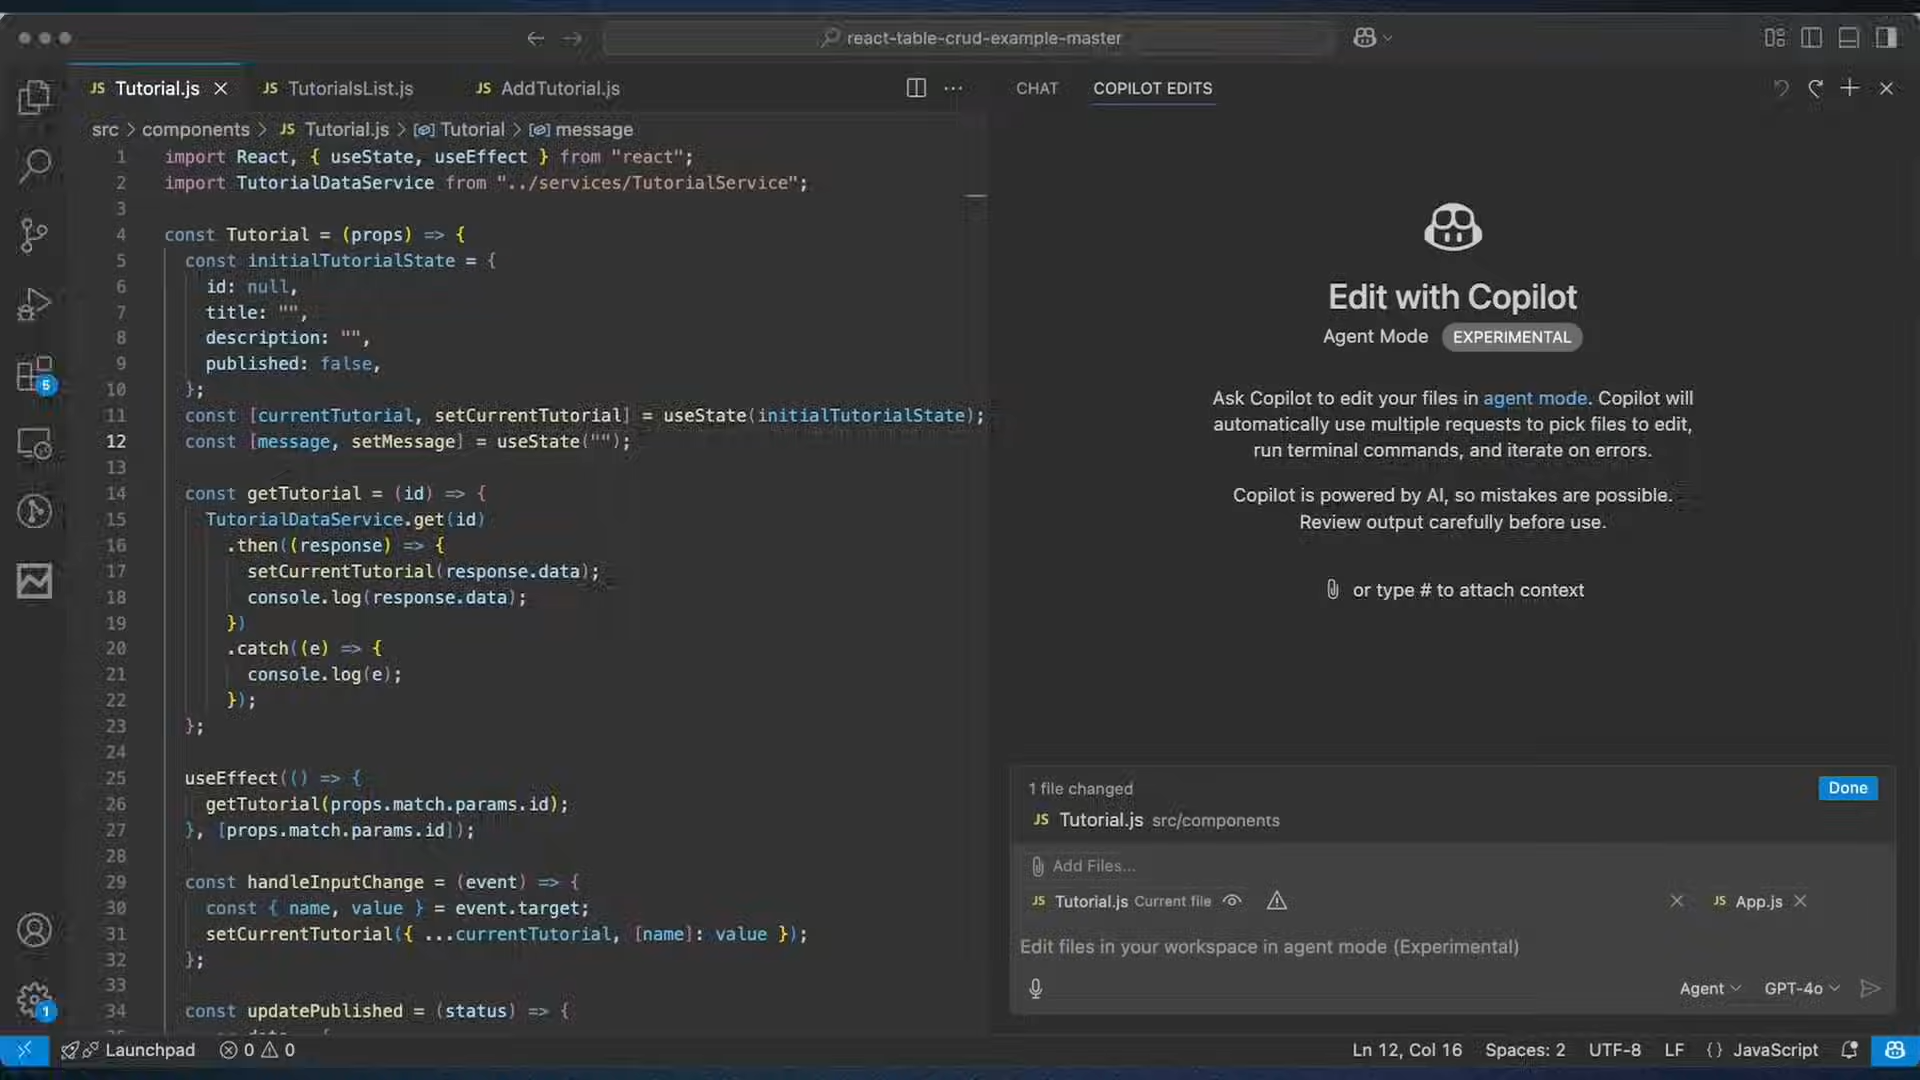 react-table-crud-example-master
JS Tutorial.js
JS TutorialsList.js
JS AddTutorial.js
src > components > JS Tutorial.js > Tutorial > message
1 import React, { useState, useEffect } from "react";
2 import TutorialDataService from "../services/TutorialService";
3
4 const Tutorial = (props) => {
5 const initialTutorialState = {
6 id: null,
7 title: "",
8 description: "",
9 published: false,
10 };
11 const [currentTutorial, setCurrentTutorial] = useState(initialTutorialState);
12 const [message, setMessage] = useState("");
13
14 const getTutorial = (id) => {
15 TutorialDataService.get(id)
16 .then((response) => {
17 setCurrentTutorial(response.data);
18 console.log(response.data);
19 })
20 .catch((e) => {
21 console.log(e);
22 });
23 };
24
25 useEffect(() => {
26 getTutorial(props.match.params.id);
27 }, [props.match.params.id]);
28
29 const handleInputChange = (event) => {
30 const { name, value } = event.target;
31 setCurrentTutorial({ ...currentTutorial, [name]: value });
32 };
33
34 const updatePublished = (status) => {
CHAT
COPILOT EDITS
Edit with Copilot
Agent Mode EXPERIMENTAL
Ask Copilot to edit your files in agent mode. Copilot will
automatically use multiple requests to pick files to edit,
run terminal commands, and iterate on errors.
Copilot is powered by AI, so mistakes are possible.
Review output carefully before use.
or type # to attach context
1 file changed
Done
JS Tutorial.js src/components
Add Files...
JS Tutorial.js Current file
JS App.js
Edit files in your workspace in agent mode (Experimental)
Agent
GPT-4o
5
1
Launchpad
0
0
Ln 12, Col 16
Spaces: 2
UTF-8
LF
{} JavaScript